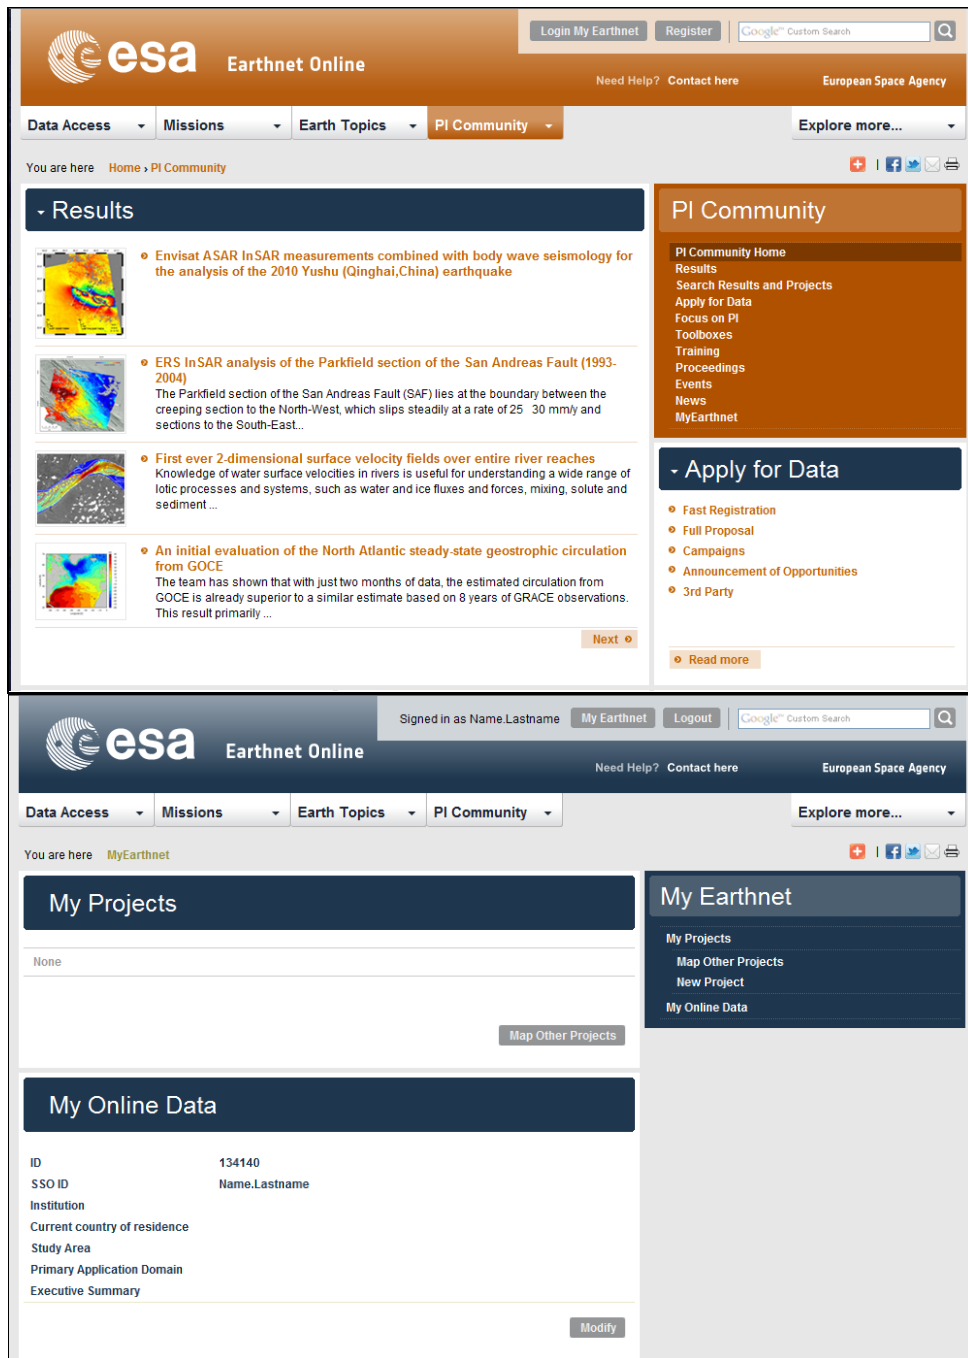 Login My Earthnet Register Google™ Custom Search
esa Earthnet Online
Need Help? Contact here European Space Agency
Data Access Missions Earth Topics PI Community Explore more...
You are here Home › PI Community
Results
Envisat ASAR InSAR measurements combined with body wave seismology for
the analysis of the 2010 Yushu (Qinghai,China) earthquake
ERS InSAR analysis of the Parkfield section of the San Andreas Fault (1993-
2004)
The Parkfield section of the San Andreas Fault (SAF) lies at the boundary between the
creeping section to the North-West, which slips steadily at a rate of 25 30 mm/y and
sections to the South-East...
First ever 2-dimensional surface velocity fields over entire river reaches
Knowledge of water surface velocities in rivers is useful for understanding a wide range of
lotic processes and systems, such as water and ice fluxes and forces, mixing, solute and
sediment ...
An initial evaluation of the North Atlantic steady-state geostrophic circulation
from GOCE
The team has shown that with just two months of data, the estimated circulation from
GOCE is already superior to a similar estimate based on 8 years of GRACE observations.
This result primarily ...
Next
PI Community
PI Community Home
Results
Search Results and Projects
Apply for Data
Focus on PI
Toolboxes
Training
Proceedings
Events
News
MyEarthnet
Apply for Data
Fast Registration
Full Proposal
Campaigns
Announcement of Opportunities
3rd Party
Read more
Signed in as Name.Lastname My Earthnet Logout Google™ Custom Search
esa Earthnet Online
Need Help? Contact here European Space Agency
Data Access Missions Earth Topics PI Community Explore more...
You are here MyEarthnet
My Projects
None
Map Other Projects
My Online Data
ID 134140
SSO ID Name.Lastname
Institution
Current country of residence
Study Area
Primary Application Domain
Executive Summary
Modify
My Earthnet
My Projects
Map Other Projects
New Project
My Online Data